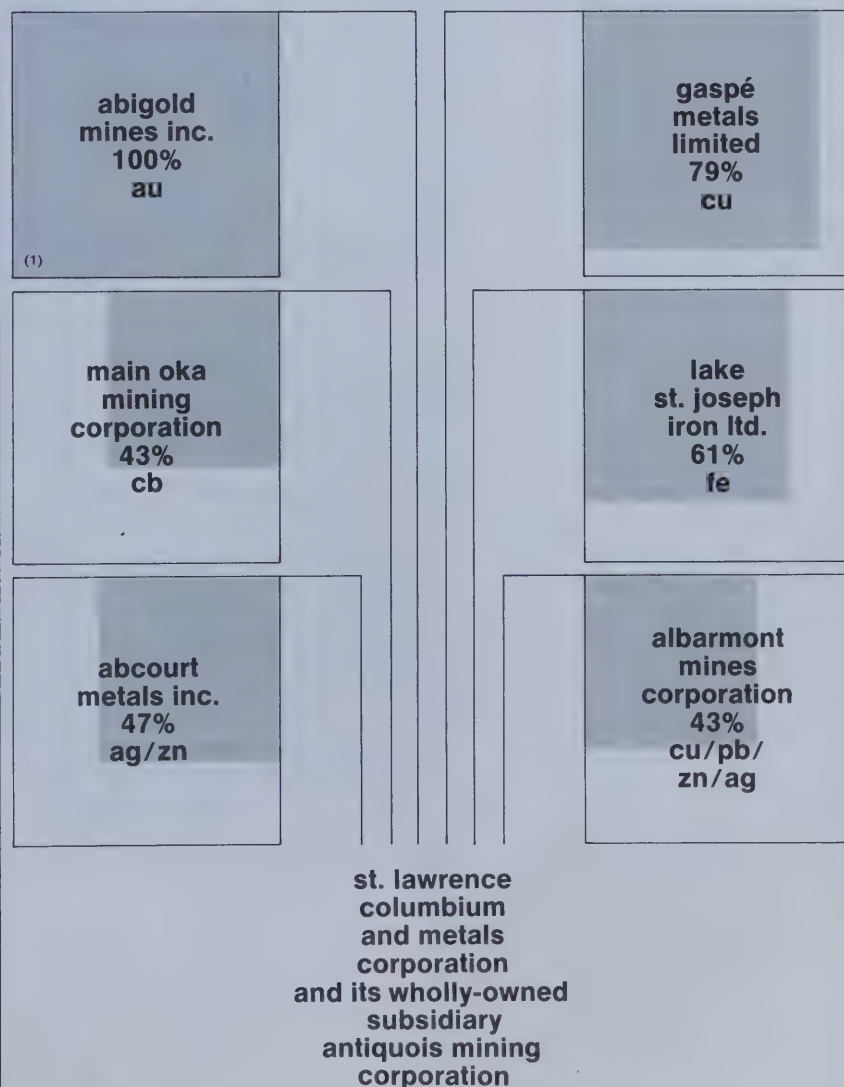 abigold
mines inc.
100%
au
(1)
gaspé
metals
limited
79%
cu
main oka
mining
corporation
43%
cb
lake
st. joseph
iron ltd.
61%
fe
abcourt
metals inc.
47%
ag/zn
albarmont
mines
corporation
43%
cu/pb/
zn/ag
st. lawrence
columbium
and metals
corporation
and its wholly-owned
subsidiary
antiquois mining
corporation